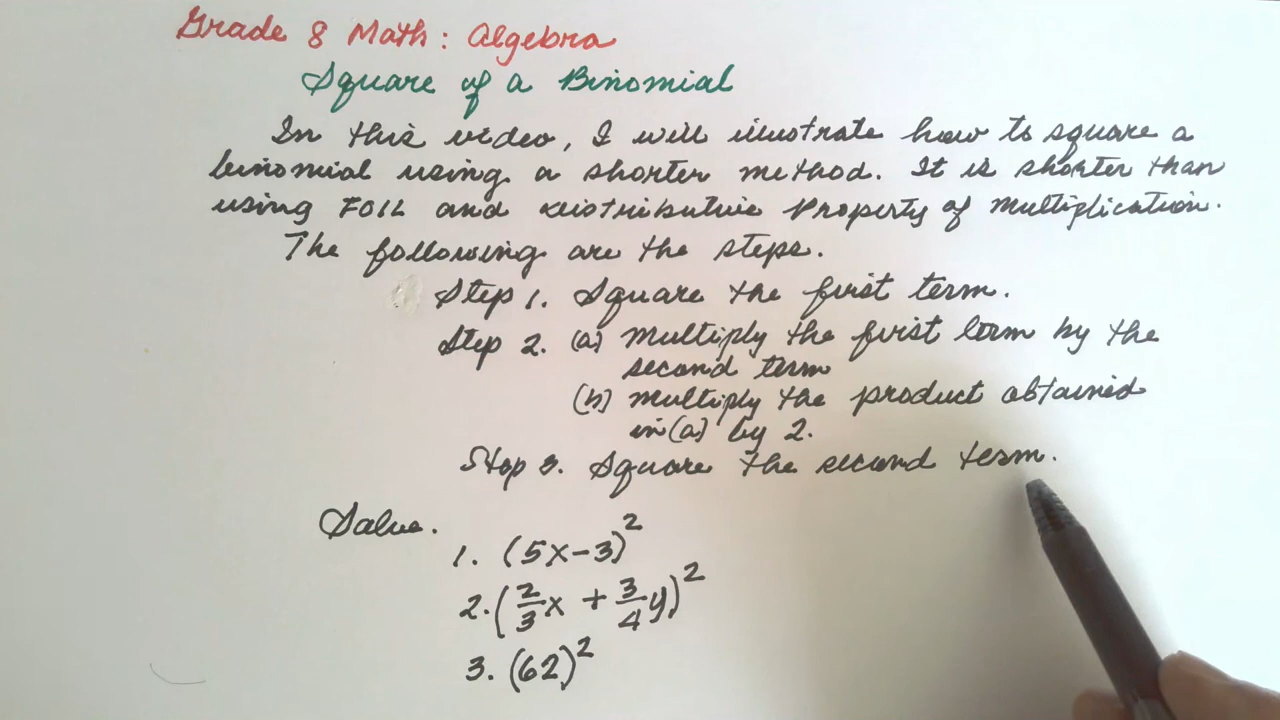 Grade 8 Math: Algebra
Square of a Binomial
In this video, I will illustrate how to square a
binomial using a shorter method. It is shorter than
using FOIL and Distributive Property of Multiplication.
The following are the steps.
Step 1. Square the first term.
Step 2. (a) Multiply the first term by the
second term
(b) Multiply the product obtained
in (a) by 2.
Step 3. Square the second term.
Solve.
1. (5x-3)²
2. (2/3x + 3/4y)²
3. (62)²